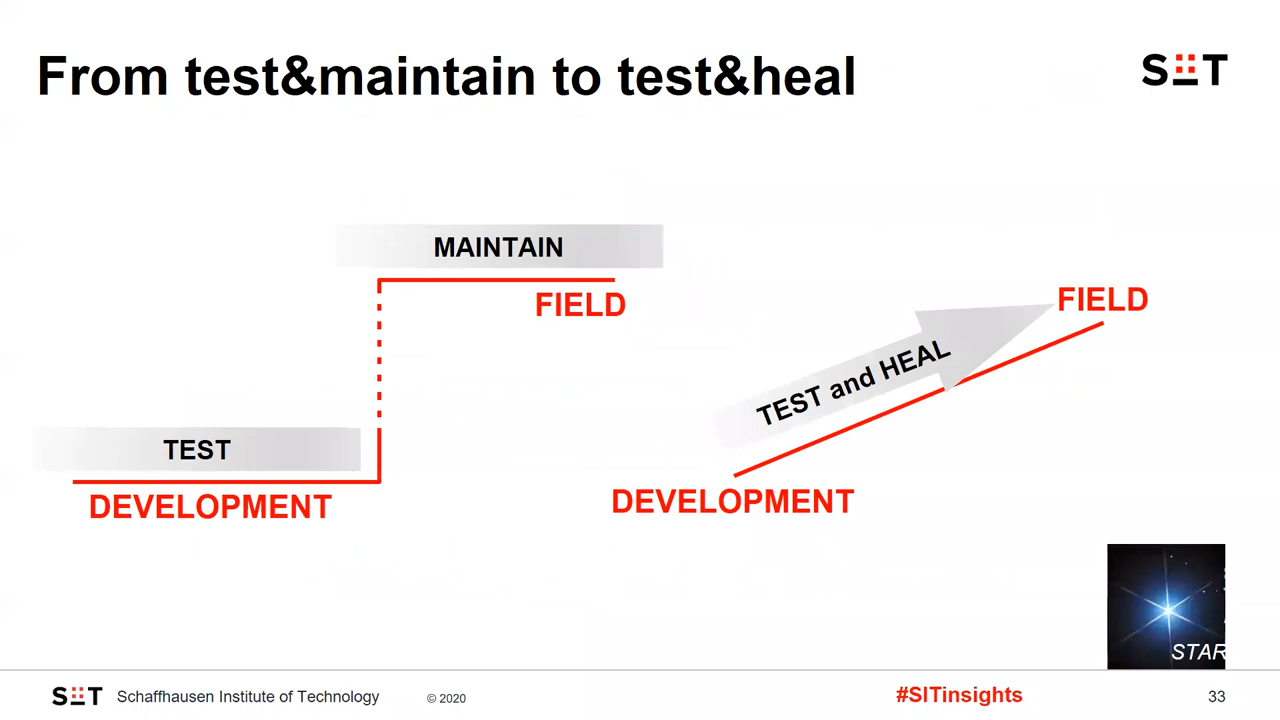 From test&maintain to test&heal
SIT
MAINTAIN
FIELD
TEST
DEVELOPMENT
FIELD
TEST and HEAL
DEVELOPMENT
STAR
SIT
Schaffhausen Institute of Technology
© 2020
#SITinsights
33